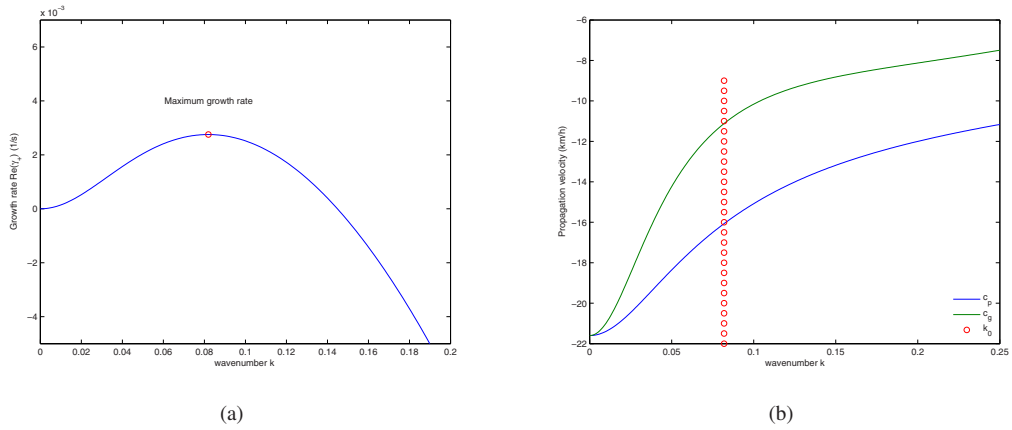 x 10⁻³
6
4
2
0
−2
−4
Growth rate Re(γ₊) (1/s)
Maximum growth rate
0 0.02 0.04 0.06 0.08 0.1 0.12 0.14 0.16 0.18 0.2
wavenumber k
(a)
−6
−8
−10
−12
−14
−16
−18
−20
−22
Propagation velocity (km/h)
c_p
c_g
k_0
0 0.05 0.1 0.15 0.2 0.25
wavenumber k
(b)